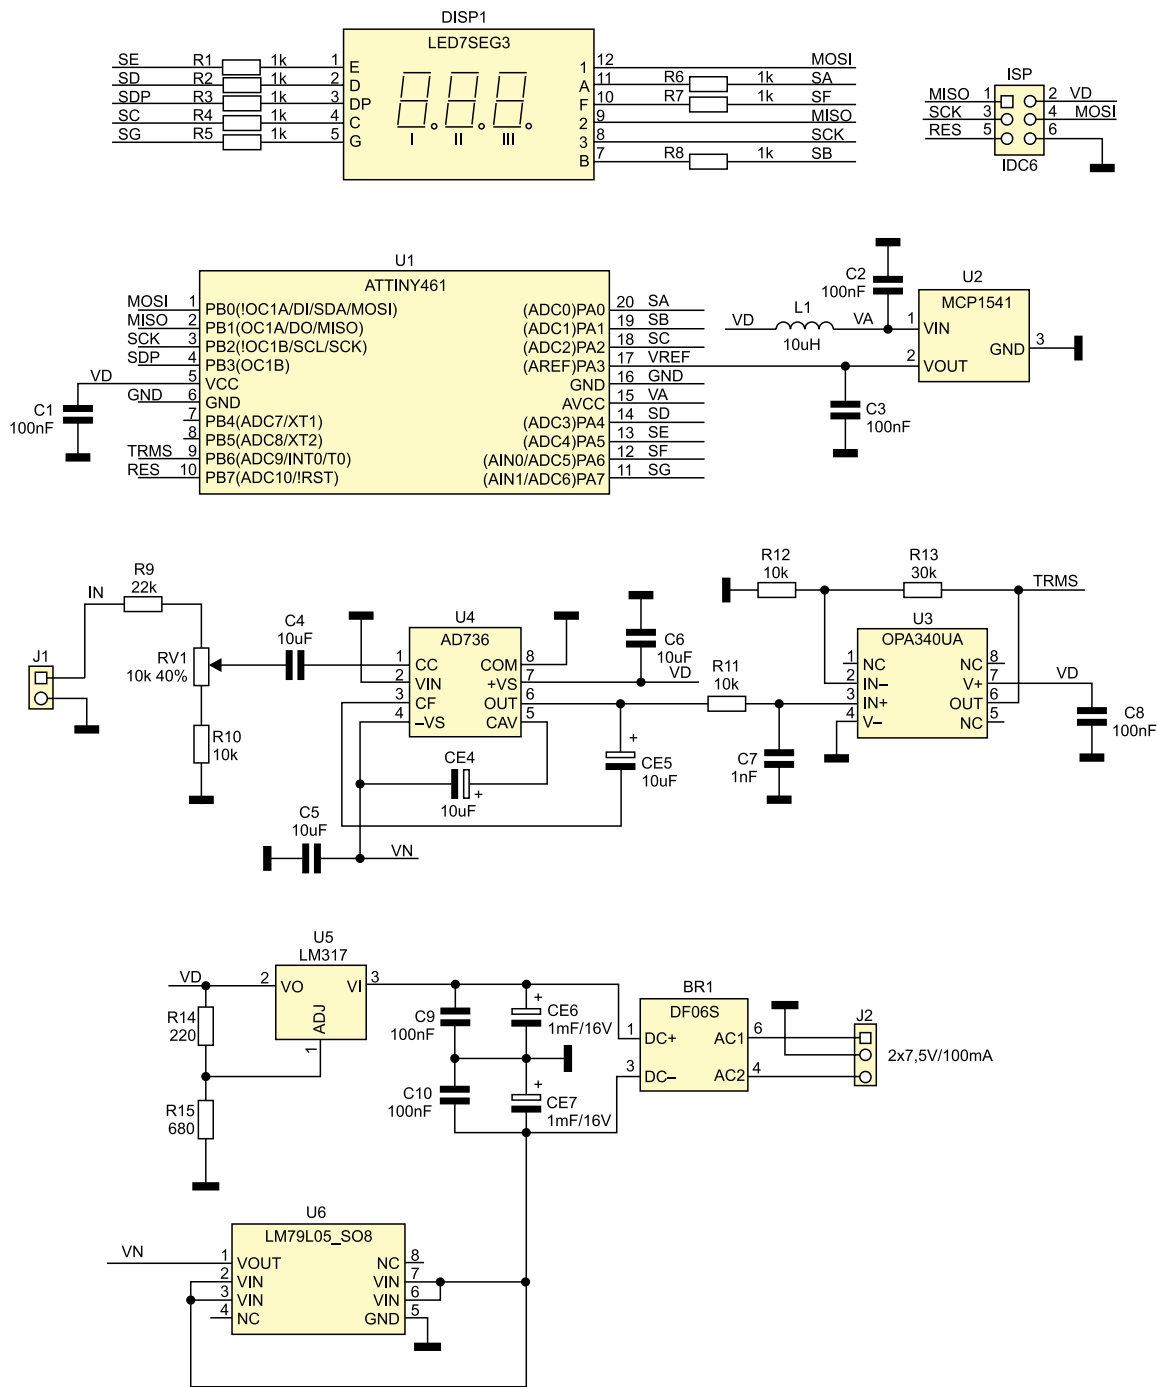 DISP1
LED7SEG3
SE R1 1k 1 E
SD R2 1k 2 D
SDP R3 1k 3 DP
SC R4 1k 4 C
SG R5 1k 5 G
I II III
1 12 MOSI
A 11 R6 1k SA
F 10 R7 1k SF
2 9 MISO
3 8 SCK
B 7 R8 1k SB
ISP
MISO 1 2 VD
SCK 3 4 MOSI
RES 5 6
IDC6
U1
ATTINY461
MOSI 1 PB0(!OC1A/DI/SDA/MOSI)
MISO 2 PB1(OC1A/DO/MISO)
SCK 3 PB2(!OC1B/SCL/SCK)
SDP 4 PB3(OC1B)
VD 5 VCC
GND 6 GND
7 PB4(ADC7/XT1)
8 PB5(ADC8/XT2)
TRMS 9 PB6(ADC9/INT0/T0)
RES 10 PB7(ADC10/!RST)
C1
100nF
(ADC0)PA0 20 SA
(ADC1)PA1 19 SB
(ADC2)PA2 18 SC
(AREF)PA3 17 VREF
GND 16 GND
AVCC 15 VA
(ADC3)PA4 14 SD
(ADC4)PA5 13 SE
(AIN0/ADC5)PA6 12 SF
(AIN1/ADC6)PA7 11 SG
C2
100nF
L1
VD VA
10uH
U2
MCP1541
1 VIN
GND 3
2 VOUT
C3
100nF
J1
IN
R9
22k
RV1
10k 40%
R10
10k
C4
10uF
U4
AD736
1 CC COM 8
2 VIN +VS 7
3 CF OUT 6
4 –VS CAV 5
C6
10uF
VD
CE4
+
10uF
C5
10uF
VN
+
CE5
10uF
R11
10k
C7
1nF
R12
10k
R13
30k
TRMS
U3
OPA340UA
1 NC NC 8
2 IN– V+ 7
3 IN+ OUT 6
4 V– NC 5
VD
C8
100nF
U5
LM317
VD 2 VO VI 3
ADJ
1
R14
220
R15
680
C9
100nF
+
CE6
1mF/16V
C10
100nF
+
CE7
1mF/16V
BR1
DF06S
1 DC+ AC1 6
3 DC– AC2 4
J2
2x7,5V/100mA
U6
LM79L05_SO8
VN 1 VOUT NC 8
2 VIN VIN 7
3 VIN VIN 6
4 NC GND 5